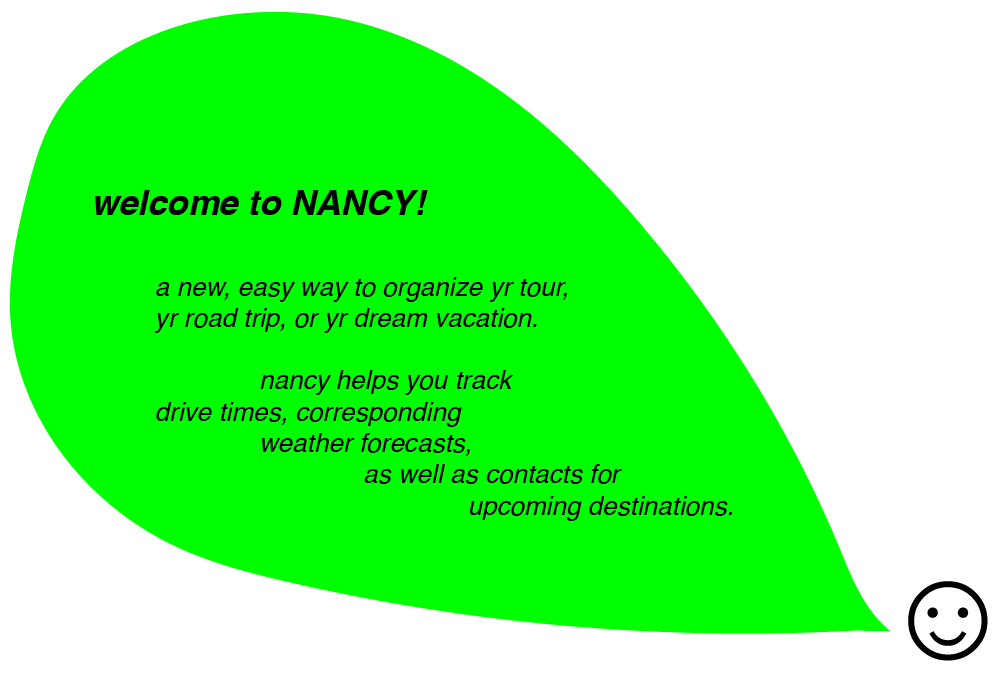 welcome to NANCY!
a new, easy way to organize yr tour,
yr road trip, or yr dream vacation.
nancy helps you track
drive times, corresponding
weather forecasts,
as well as contacts for
upcoming destinations.